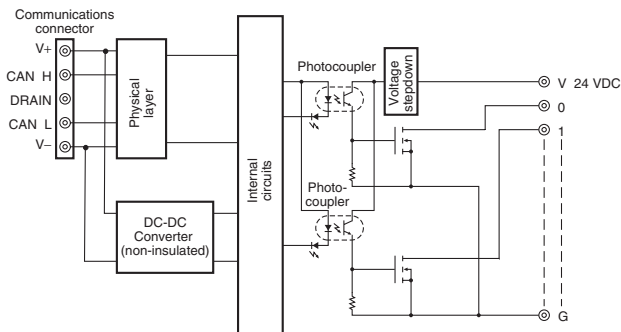 Communications
connector
V+
CAN H
DRAIN
CAN L
V–
Physical
layer
DC-DC
Converter
(non-insulated)
Internal
circuits
Photocoupler
Voltage
stepdown
Photo-
coupler
V 24 VDC
0
1
G